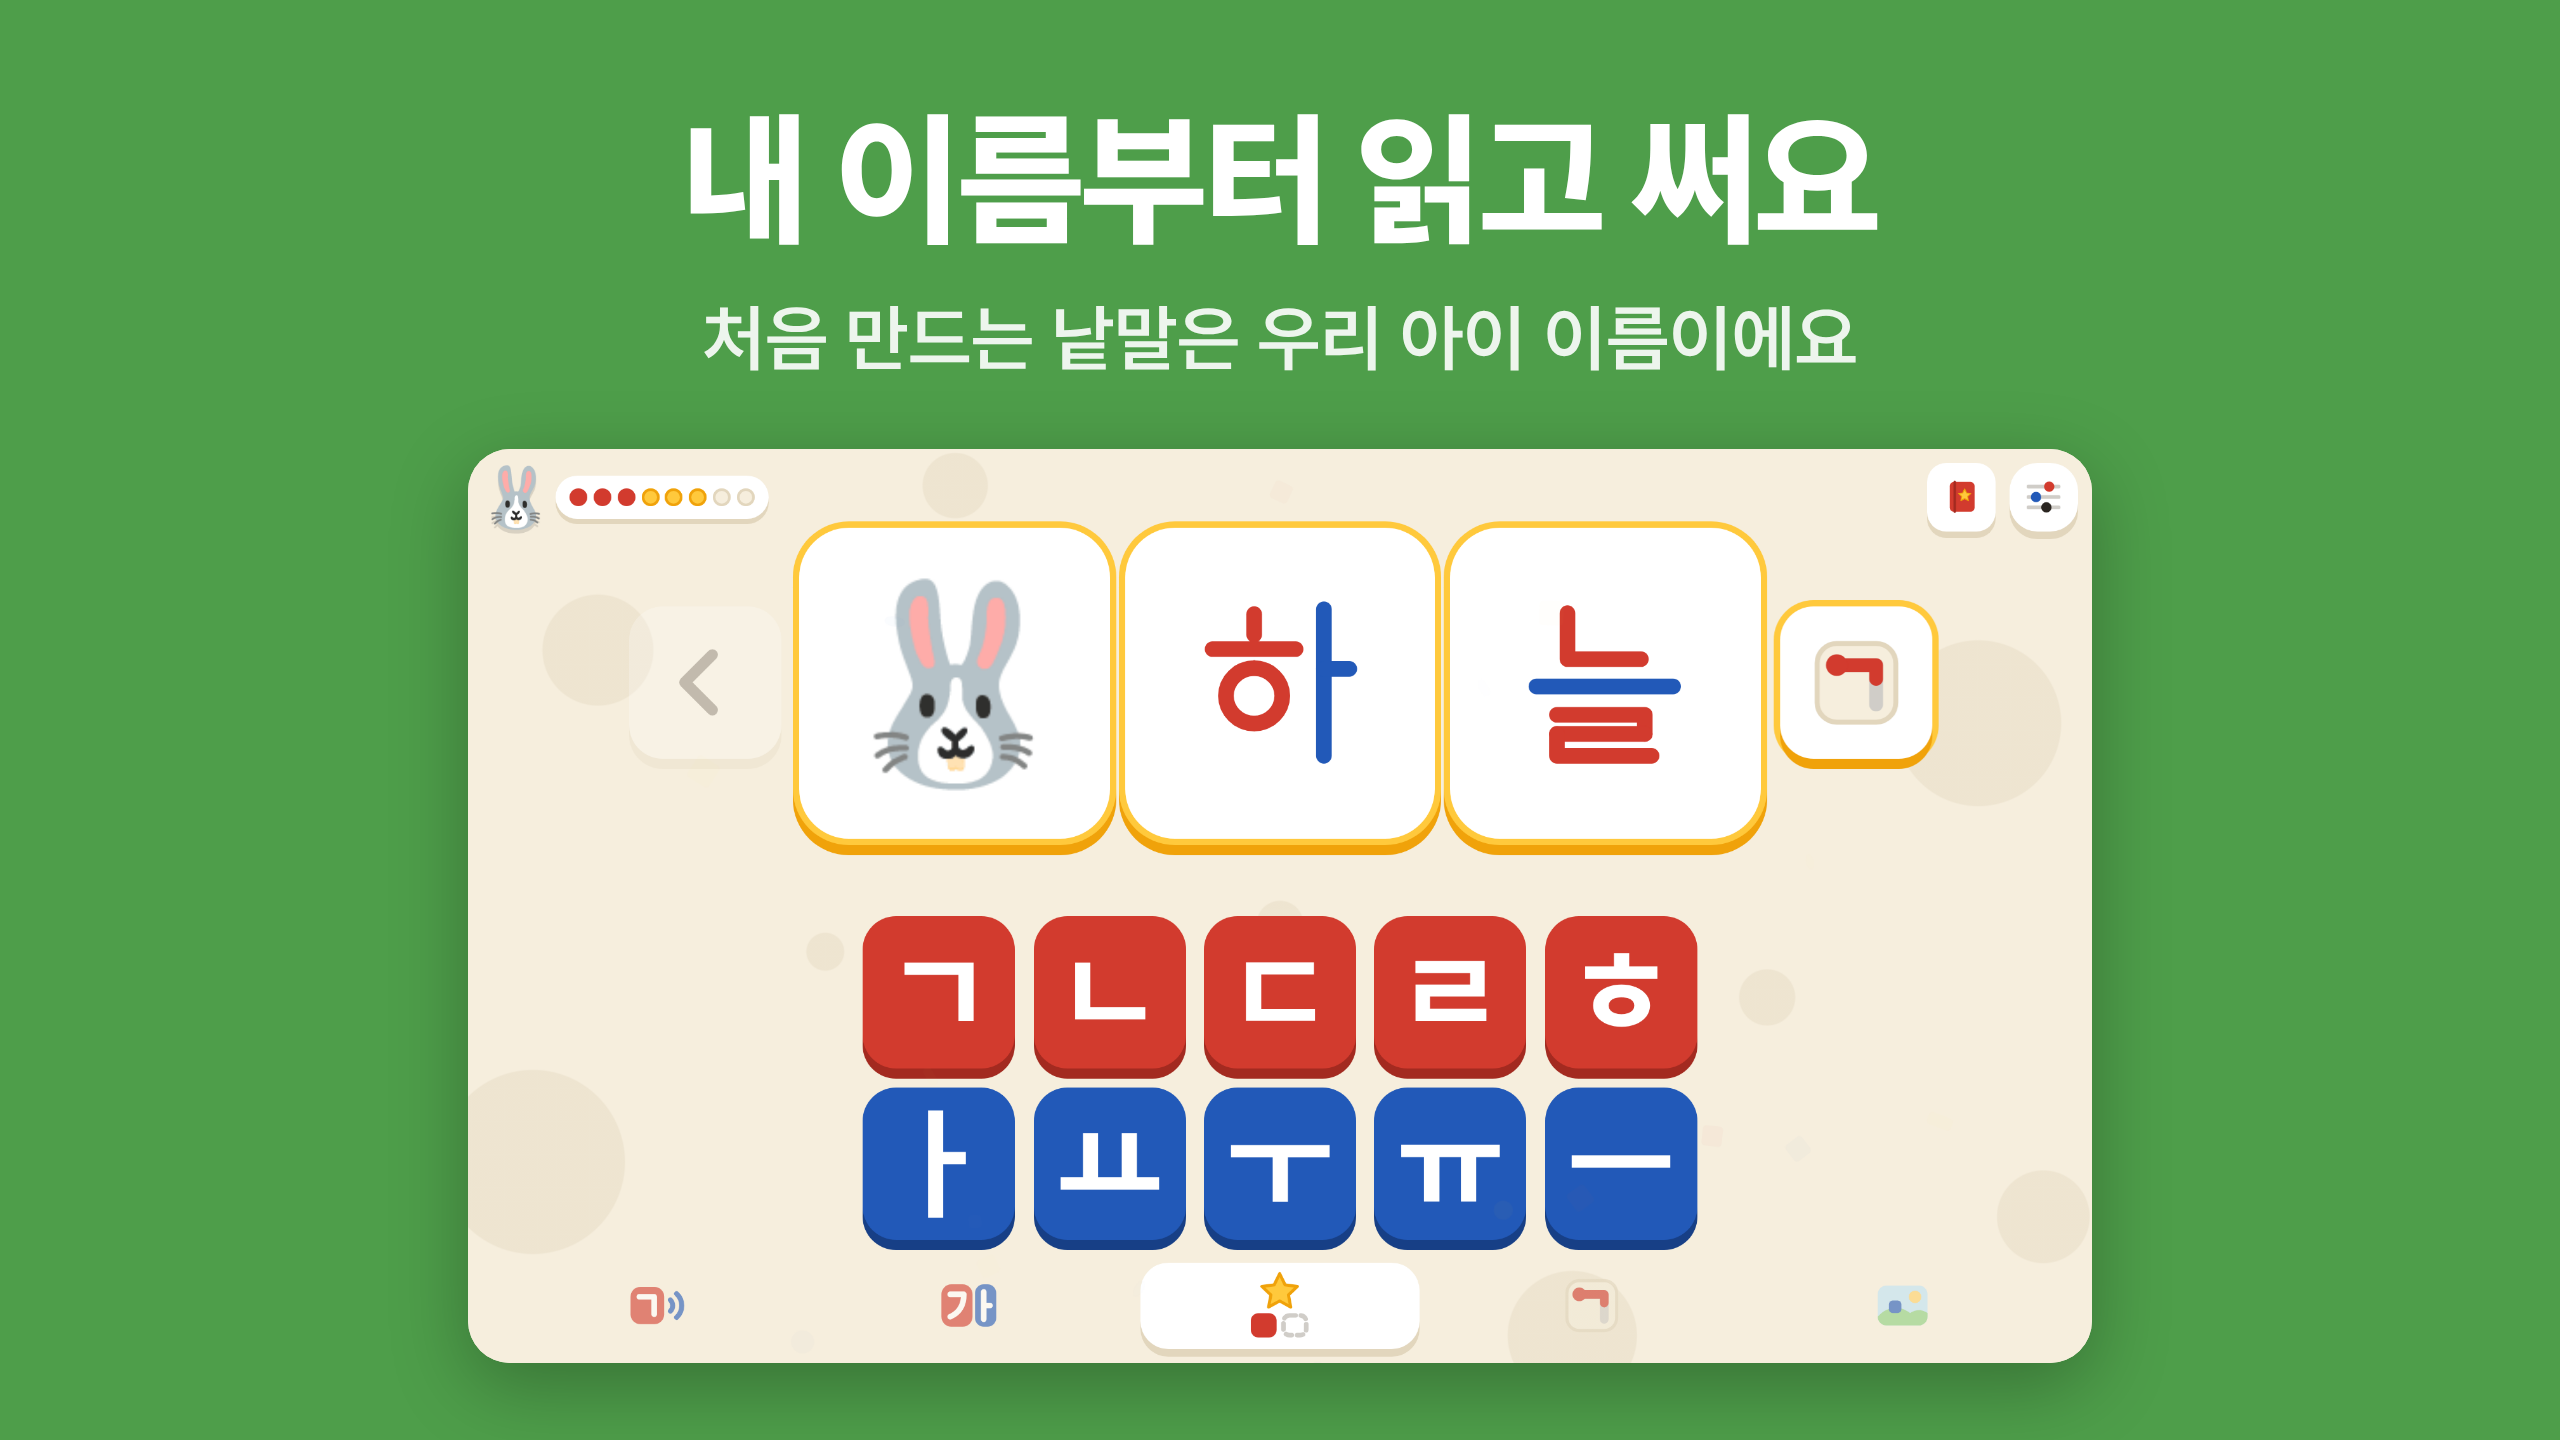 내 이름부터 읽고 써요
처음 만드는 낱말은 우리 아이 이름이에요
하늘
ㄱ
ㄱ ㄴ ㄷ ㄹ ㅎ
ㅏ ㅛ ㅜ ㅠ ㅡ
ㄱ 가 ㄱ